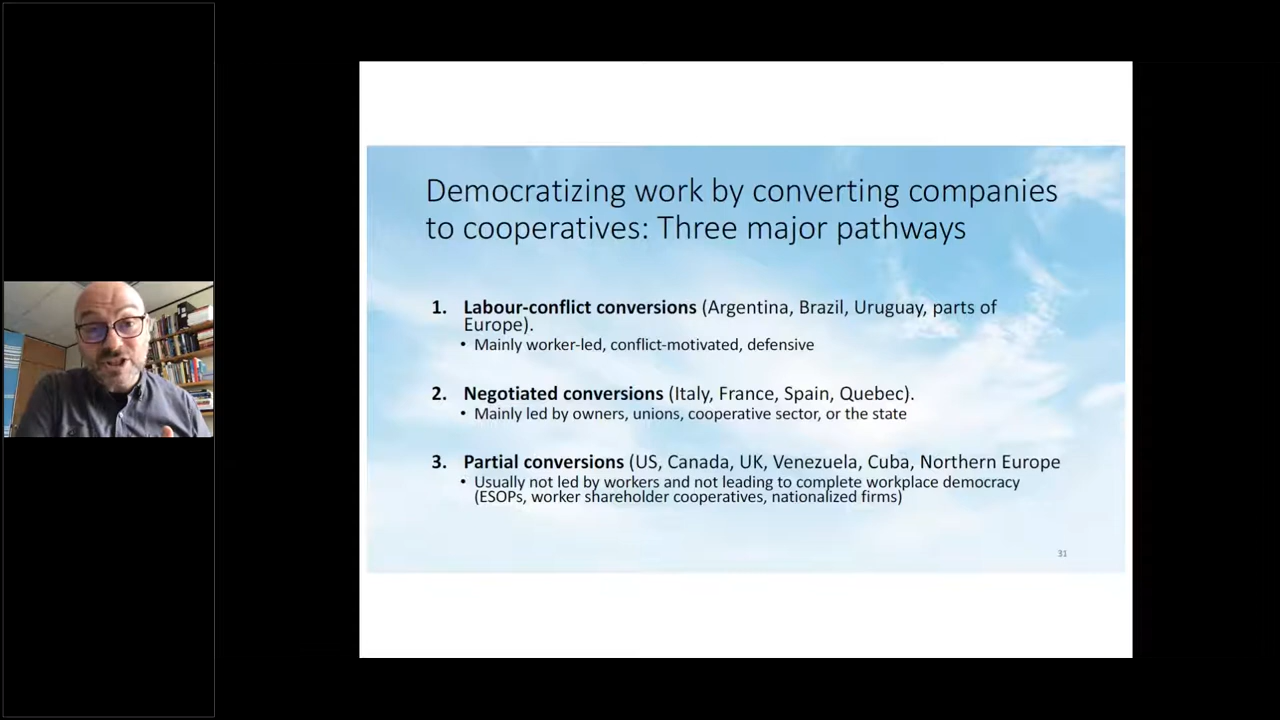 Democratizing work by converting companies
to cooperatives: Three major pathways
1. Labour-conflict conversions (Argentina, Brazil, Uruguay, parts of
Europe).
• Mainly worker-led, conflict-motivated, defensive
2. Negotiated conversions (Italy, France, Spain, Quebec).
• Mainly led by owners, unions, cooperative sector, or the state
3. Partial conversions (US, Canada, UK, Venezuela, Cuba, Northern Europe
• Usually not led by workers and not leading to complete workplace democracy
(ESOPs, worker shareholder cooperatives, nationalized firms)
31